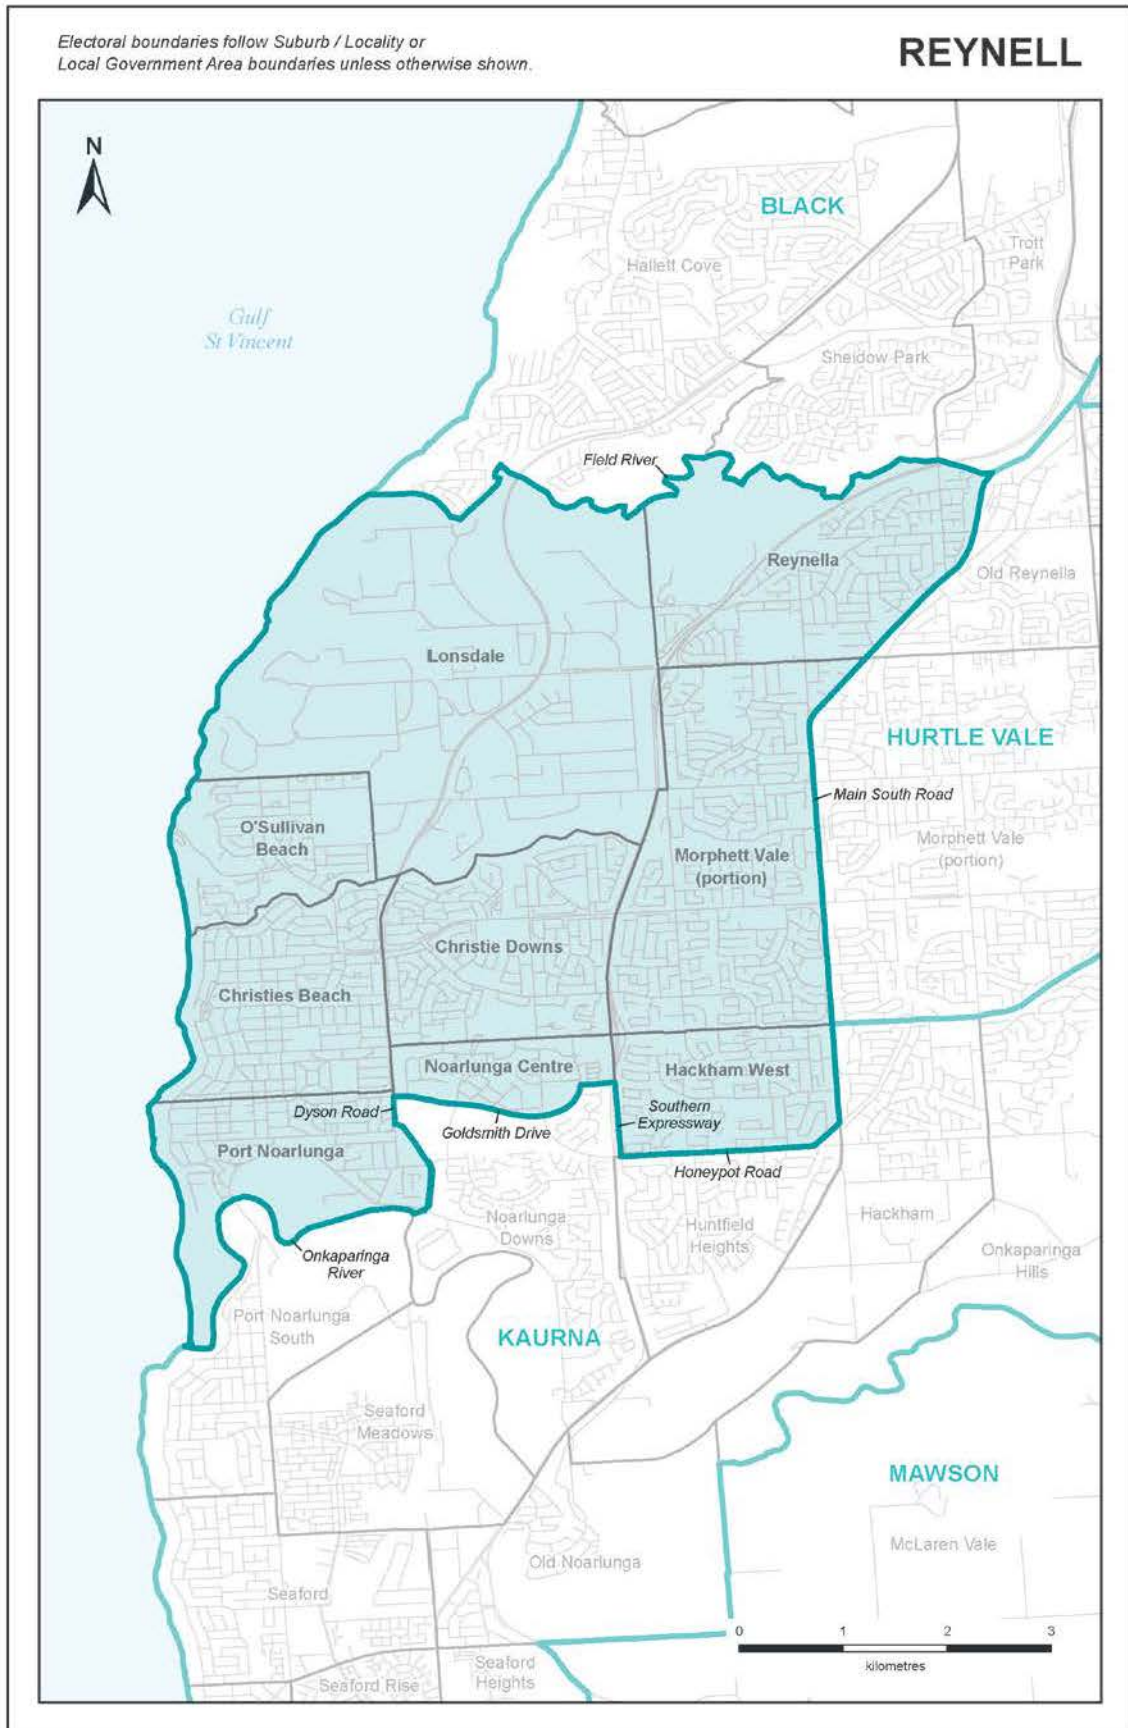 Electoral boundaries follow Suburb / Locality or
Local Government Area boundaries unless otherwise shown.
REYNELL
N
BLACK
Hallett Cove
Trott
Park
Gulf
St Vincent
Sheidow Park
Field River
Reynella
Old Reynella
Lonsdale
HURTLE VALE
Main South Road
O'Sullivan
Beach
Morphett Vale
(portion)
Morphett Vale
(portion)
Christie Downs
Christies Beach
Noarlunga Centre
Hackham West
Dyson Road
Goldsmith Drive
Southern
Expressway
Port Noarlunga
Honeypot Road
Noarlunga
Downs
Huntfield
Heights
Hackham
Onkaparinga
Hills
Onkaparinga
River
Port Noarlunga
South
KAURNA
Seaford
Meadows
MAWSON
McLaren Vale
Old Noarlunga
Seaford
Seaford
Heights
Seaford Rise
0 1 2 3
kilometres